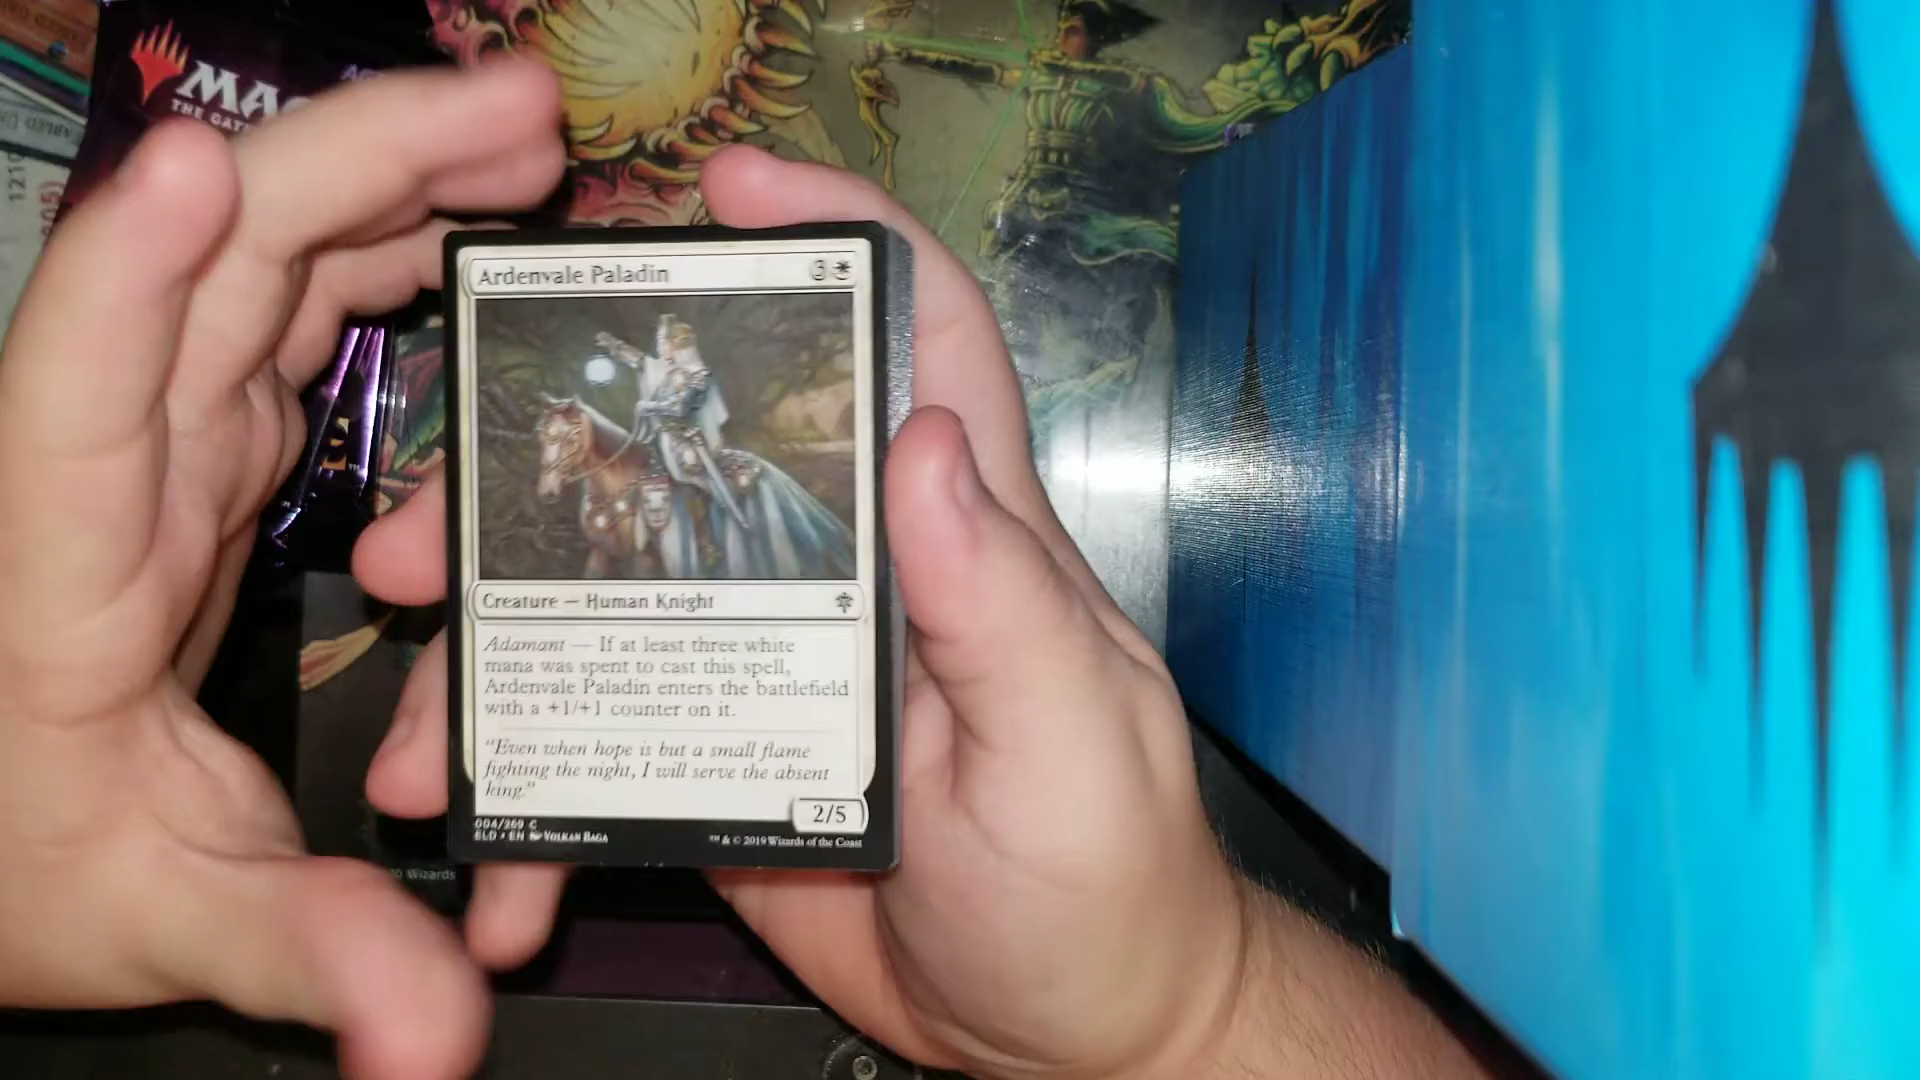 MA
THE GAT
1210
Ardenvale Paladin 3
Creature — Human Knight
Adamant — If at least three white
mana was spent to cast this spell,
Ardenvale Paladin enters the battlefield
with a +1/+1 counter on it.
"Even when hope is but a small flame
fighting the night, I will serve the absent
king."
2/5
004/269 C
ELD • EN Volkan Baga
™ & © 2019 Wizards of the Coast
Wizards